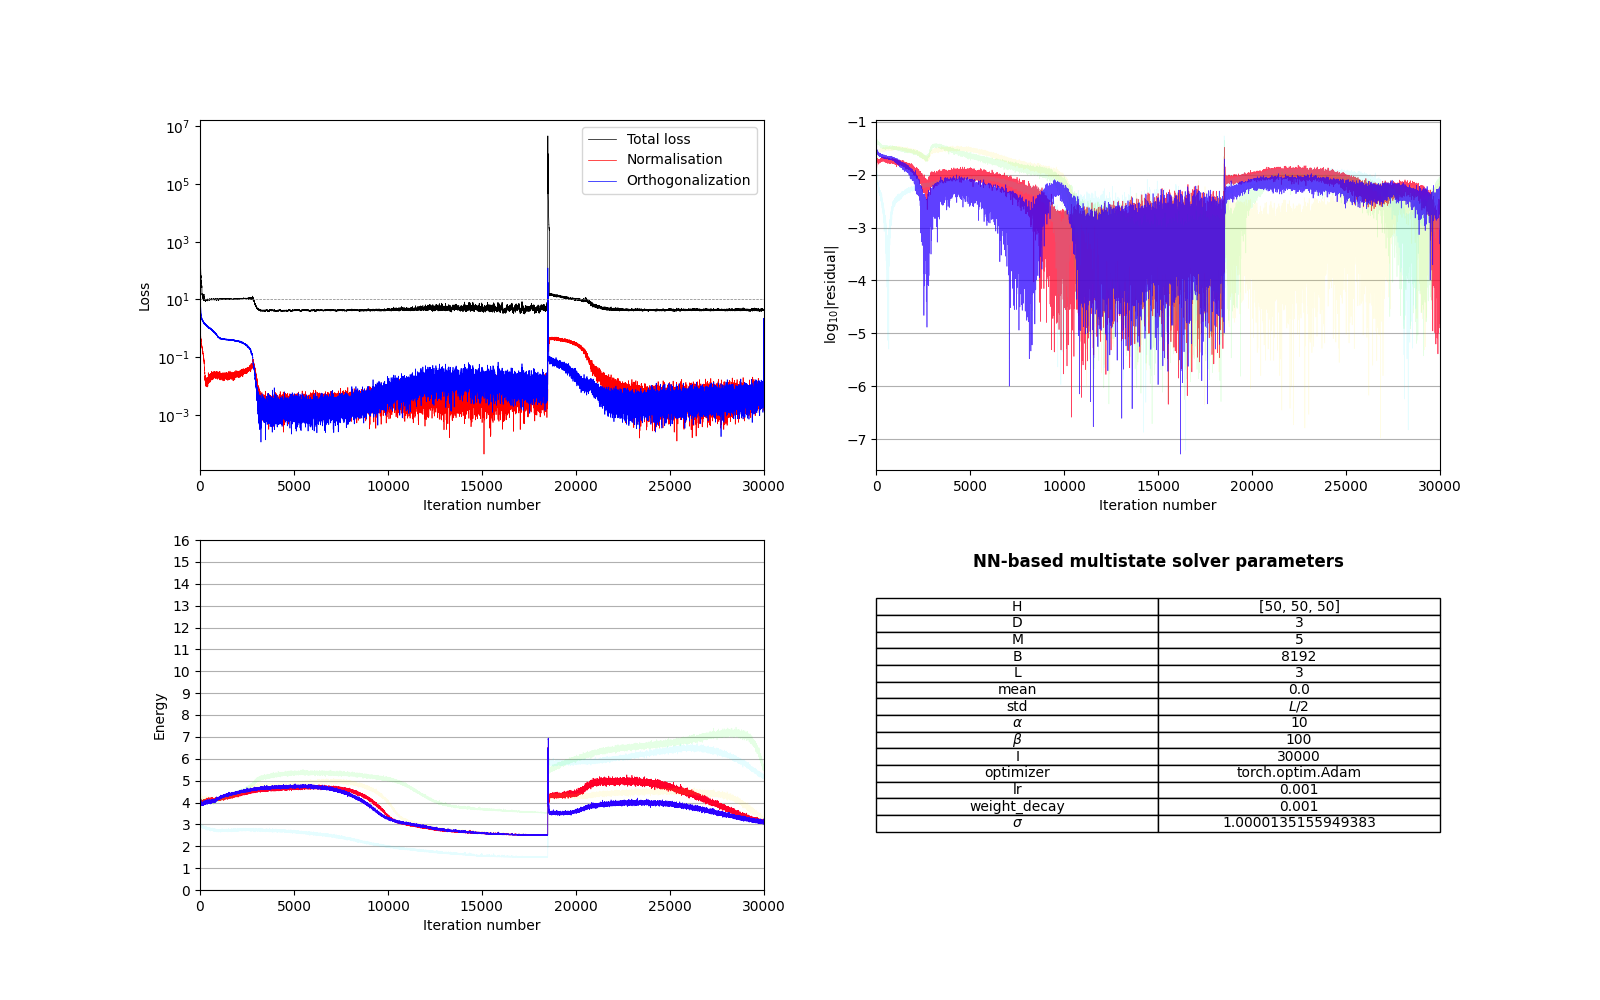 10^7
10^5
10^3
10^1
10^−1
10^−3
Loss
Total loss
Normalisation
Orthogonalization
0 5000 10000 15000 20000 25000 30000
Iteration number
−1
−2
−3
−4
−5
−6
−7
log10|residual|
0 5000 10000 15000 20000 25000 30000
Iteration number
16
15
14
13
12
11
10
9
8
7
6
5
4
3
2
1
0
Energy
0 5000 10000 15000 20000 25000 30000
Iteration number
NN-based multistate solver parameters
H [50, 50, 50]
D 3
M 5
B 8192
L 3
mean 0.0
std L/2
α 10
β 100
I 30000
optimizer torch.optim.Adam
lr 0.001
weight_decay 0.001
σ 1.0000135155949383